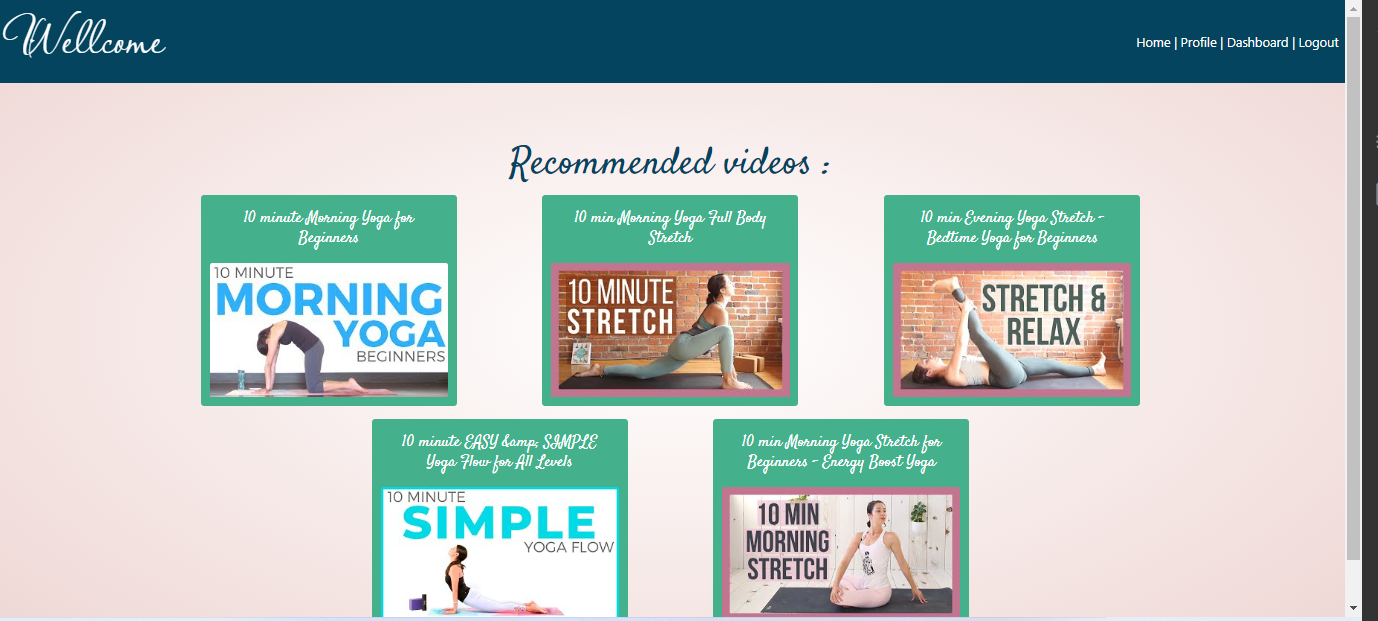 Wellcome
Home | Profile | Dashboard | Logout
Recommended videos :
10 minute Morning Yoga for
Beginners
10 MINUTE
MORNING
YOGA
BEGINNERS
10 min Morning Yoga Full Body
Stretch
10 MINUTE
STRETCH
10 min Evening Yoga Stretch -
Bedtime Yoga for Beginners
STRETCH &
RELAX
10 minute EASY &amp; SIMPLE
Yoga Flow for All Levels
10 MINUTE
SIMPLE
YOGA FLOW
10 min Morning Yoga Stretch for
Beginners - Energy Boost Yoga
10 MIN
MORNING
STRETCH